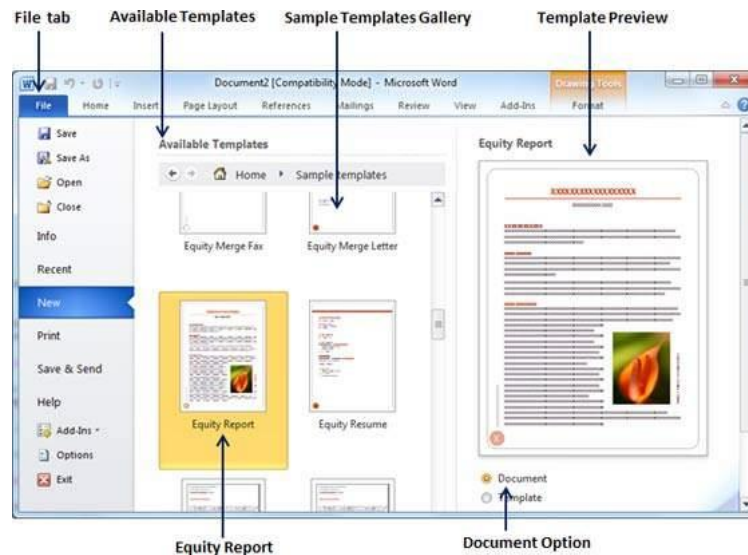 File tab
Available Templates
Sample Templates Gallery
Template Preview
Document2 [Compatibility Mode] - Microsoft Word
Drawing Tools
File Home Insert Page Layout References Mailings Review View Add-Ins Format
Save
Save As
Open
Close
Info
Recent
New
Print
Save & Send
Help
Add-Ins
Options
Exit
Available Templates
Home Sample templates
Equity Merge Fax Equity Merge Letter
Equity Report Equity Resume
Equity Report
Document
Template
Equity Report
Document Option